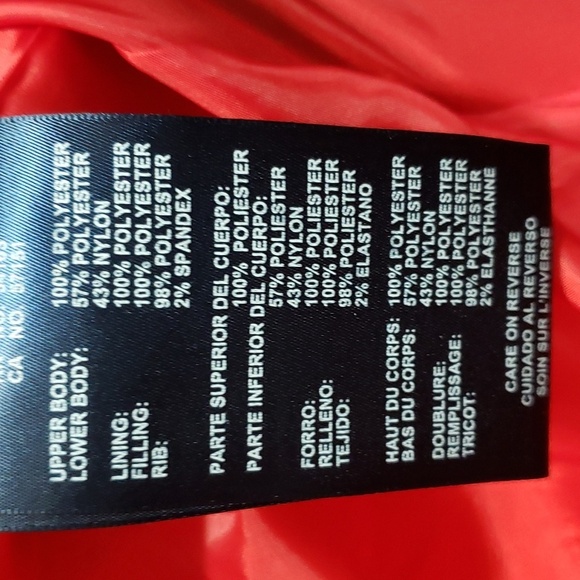 CA NO. 57151
UPPER BODY: 100% POLYESTER
LOWER BODY: 57% POLYESTER
43% NYLON
LINING: 100% POLYESTER
FILLING: 100% POLYESTER
RIB: 98% POLYESTER
2% SPANDEX
PARTE SUPERIOR DEL CUERPO:
100% POLIESTER
PARTE INFERIOR DEL CUERPO:
57% POLIESTER
43% NYLON
FORRO: 100% POLIESTER
RELLENO: 100% POLIESTER
TEJIDO: 98% POLIESTER
2% ELASTANO
HAUT DU CORPS: 100% POLYESTER
BAS DU CORPS: 57% POLYESTER
43% NYLON
DOUBLURE: 100% POLYESTER
REMPLISSAGE: 100% POLYESTER
TRICOT: 98% POLYESTER
2% ELASTHANNE
CARE ON REVERSE
CUIDADO AL REVERSO
SOIN SUR L'INVERSE